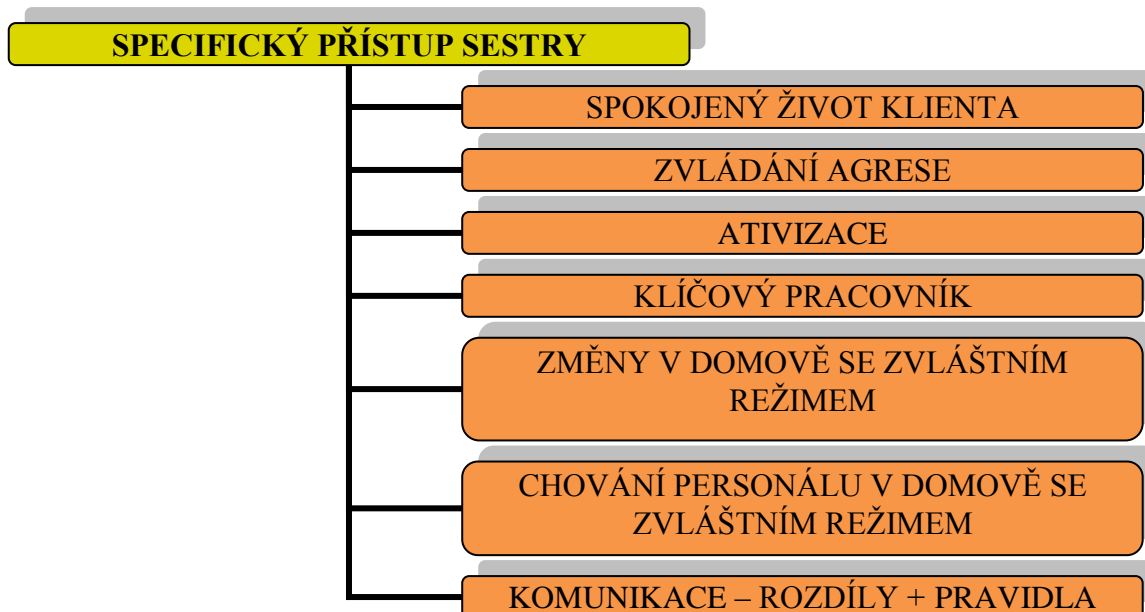 SPECIFICKÝ PŘÍSTUP SESTRY
SPOKOJENÝ ŽIVOT KLIENTA
ZVLÁDÁNÍ AGRESE
ATIVIZACE
KLÍČOVÝ PRACOVNÍK
ZMĚNY V DOMOVĚ SE ZVLÁŠTNÍM
REŽIMEM
CHOVÁNÍ PERSONÁLU V DOMOVĚ SE
ZVLÁŠTNÍM REŽIMEM
KOMUNIKACE – ROZDÍLY + PRAVIDLA